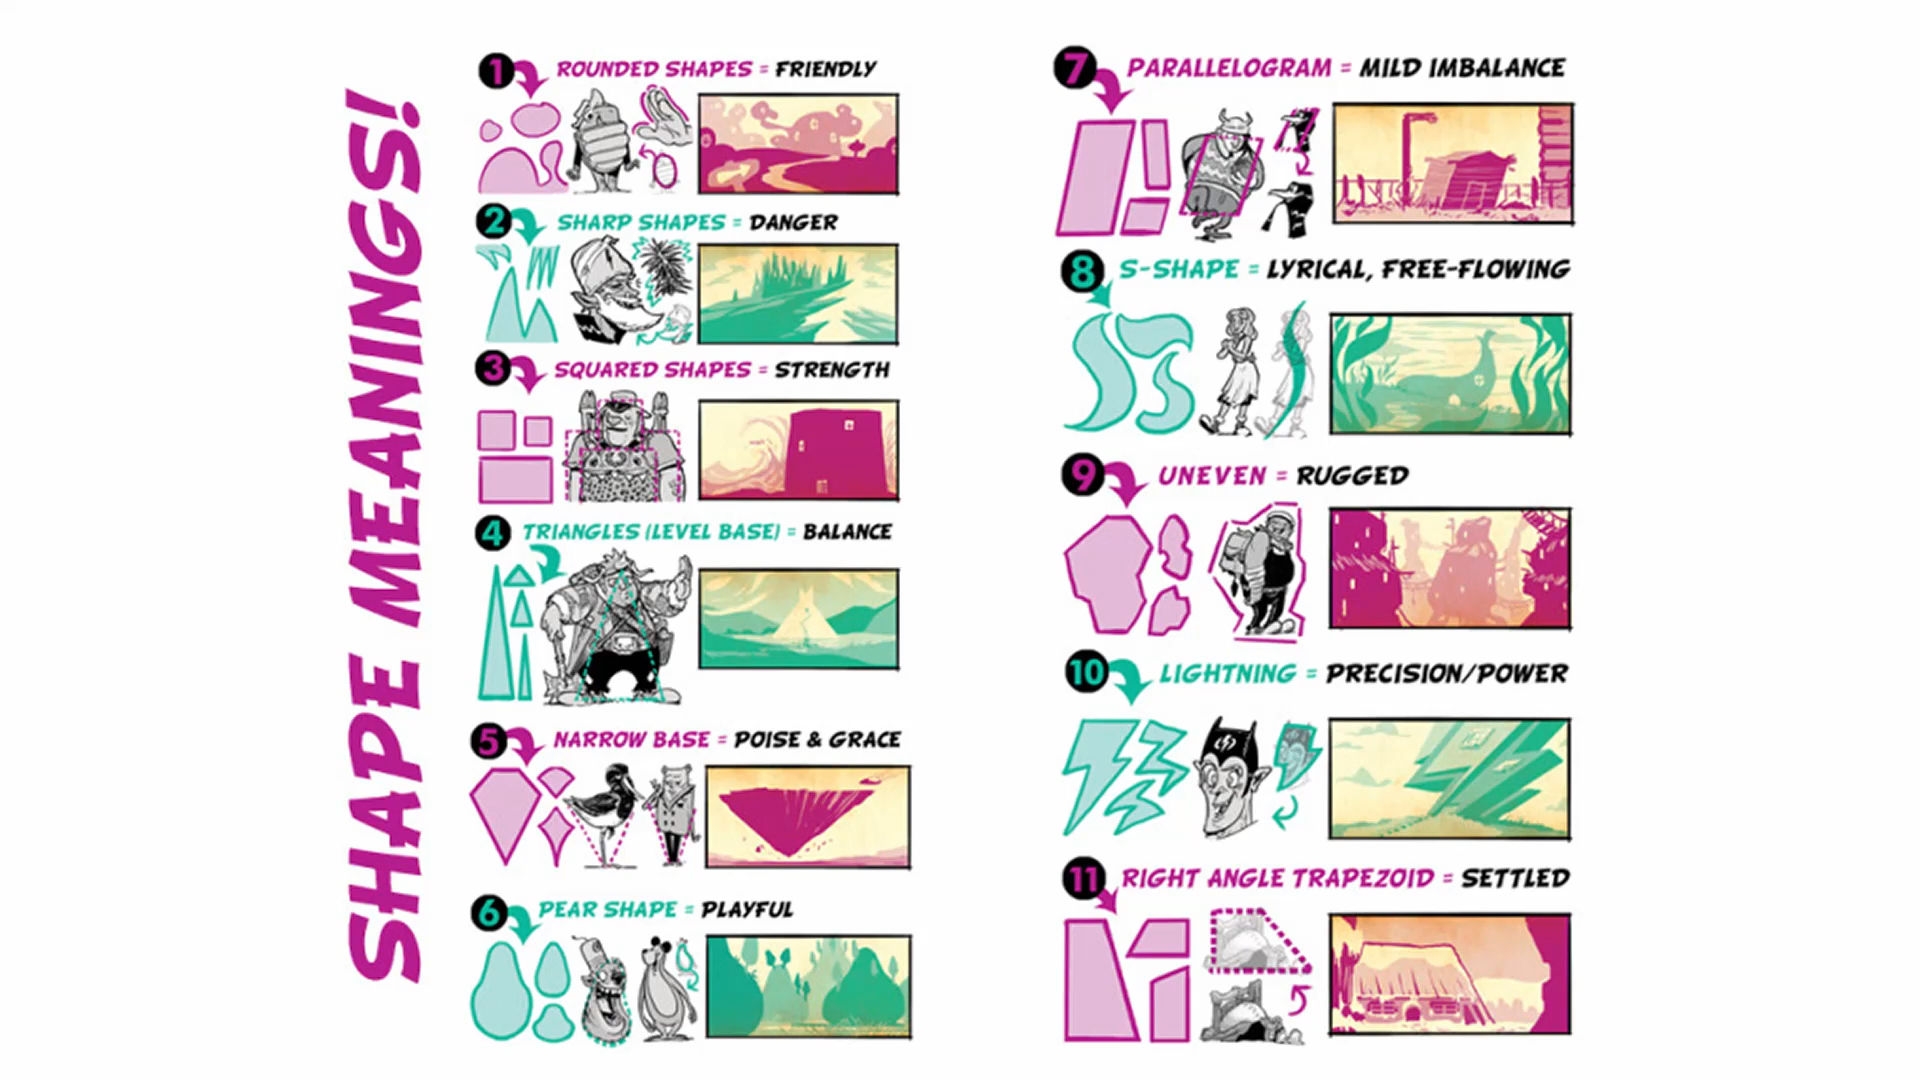 SHAPE MEANINGS!
1 ROUNDED SHAPES = FRIENDLY
2 SHARP SHAPES = DANGER
3 SQUARED SHAPES = STRENGTH
4 TRIANGLES (LEVEL BASE) = BALANCE
5 NARROW BASE = POISE & GRACE
6 PEAR SHAPE = PLAYFUL
7 PARALLELOGRAM = MILD IMBALANCE
8 S-SHAPE = LYRICAL, FREE-FLOWING
9 UNEVEN = RUGGED
10 LIGHTNING = PRECISION/POWER
11 RIGHT ANGLE TRAPEZOID = SETTLED